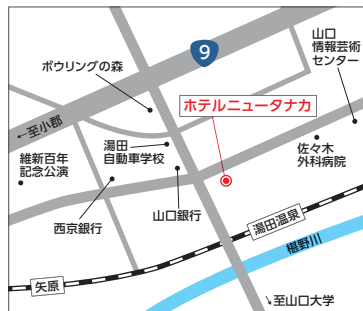 9
山口
情報芸術
センター
ボウリングの森
←至小郡
ホテルニュータナカ
湯田
自動車学校
佐々木
外科病院
維新百年
記念公演
西京銀行
山口銀行
湯田温泉
椹野川
矢原
↘至山口大学